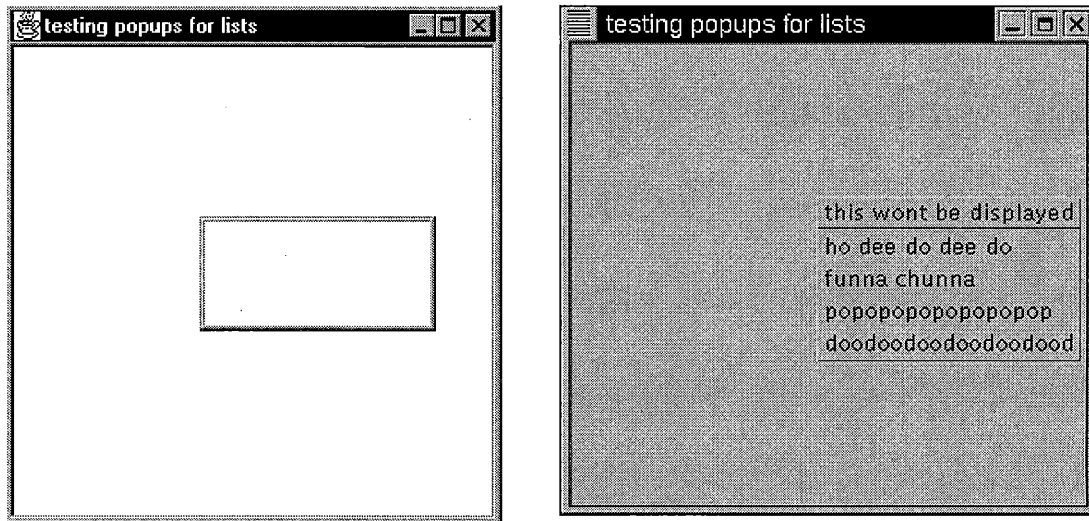 testing popups for lists
testing popups for lists
this wont be displayed
ho dee do dee do
funna chunna
popopopopopopopop
doodoodoodoodoodood